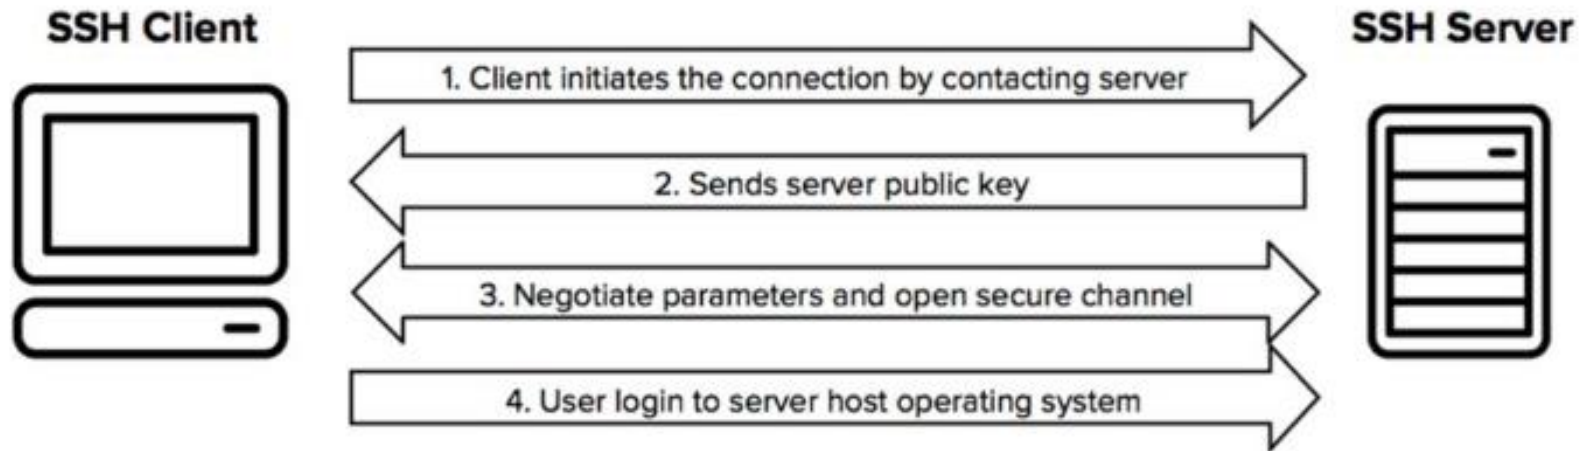 SSH Client
SSH Server
1. Client initiates the connection by contacting server
2. Sends server public key
3. Negotiate parameters and open secure channel
4. User login to server host operating system